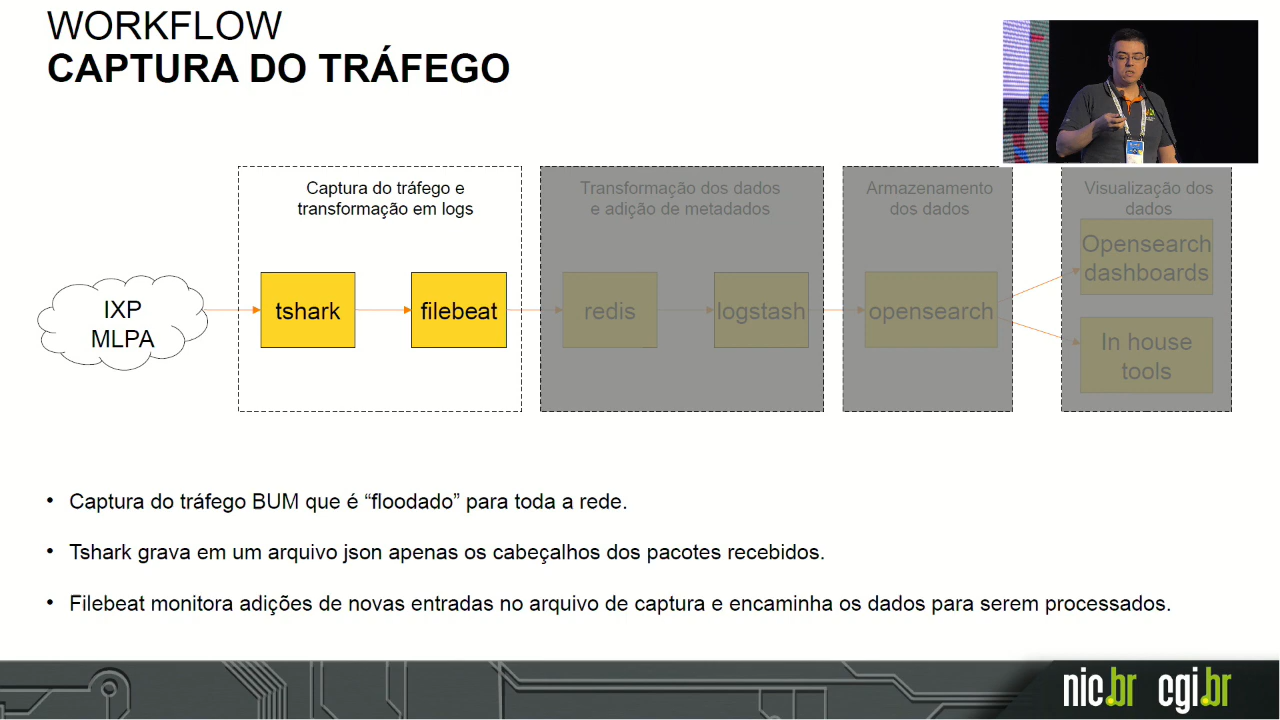 WORKFLOW
CAPTURA DO TRÁFEGO
Captura do tráfego e
transformação em logs
Transformação dos dados
e adição de metadados
Armazenamento
dos dados
Visualização dos
dados
IXP
MLPA
tshark
filebeat
redis
logstash
opensearch
Opensearch
dashboards
In house
tools
• Captura do tráfego BUM que é “floodado” para toda a rede.
• Tshark grava em um arquivo json apenas os cabeçalhos dos pacotes recebidos.
• Filebeat monitora adições de novas entradas no arquivo de captura e encaminha os dados para serem processados.
nic.br cgi.br